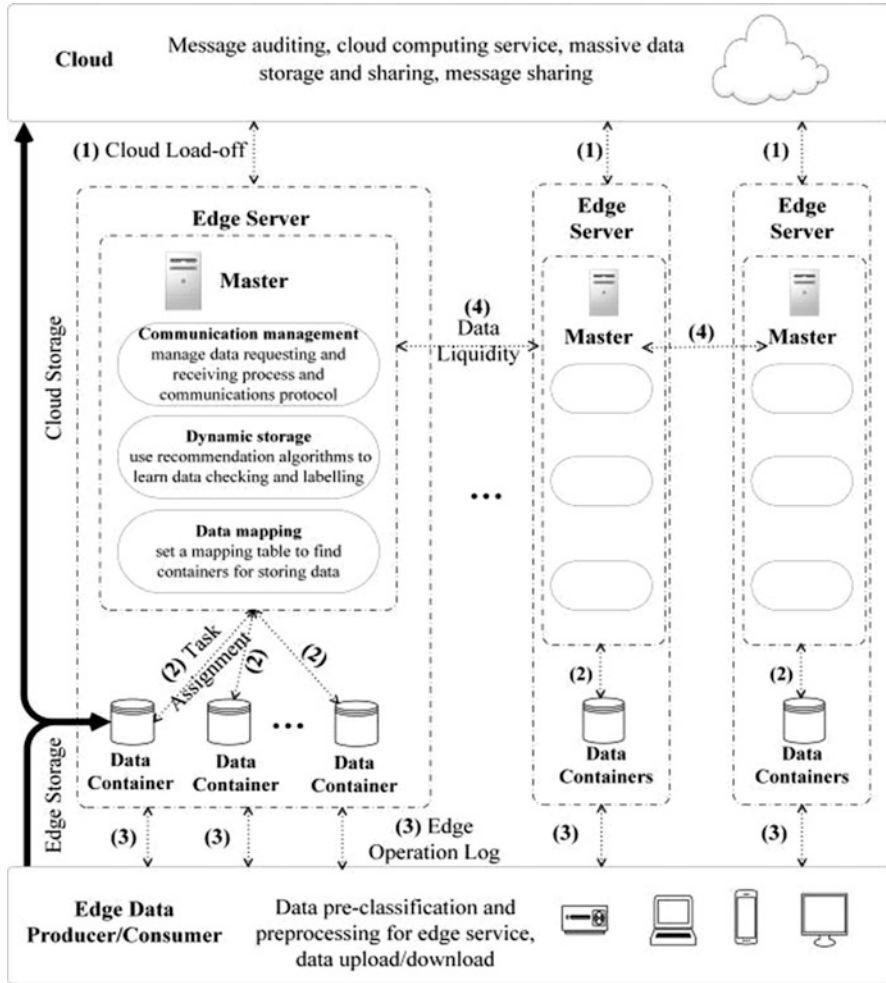 Cloud
Message auditing, cloud computing service, massive data
storage and sharing, message sharing
(1) Cloud Load-off
(1)
(1)
Cloud Storage
Edge Server
Master
Communication management
manage data requesting and
receiving process and
communications protocol
Dynamic storage
use recommendation algorithms to
learn data checking and labelling
Data mapping
set a mapping table to find
containers for storing data
(4)
Data
Liquidity
...
Edge
Server
Master
(4)
Edge
Server
Master
(2) Task
Assignment
(2)
(2)
(2)
(2)
...
Data
Container
Data
Container
Data
Container
Data
Containers
Data
Containers
Edge Storage
(3)
(3)
(3) Edge
Operation Log
(3)
(3)
Edge Data
Producer/Consumer
Data pre-classification and
preprocessing for edge service,
data upload/download